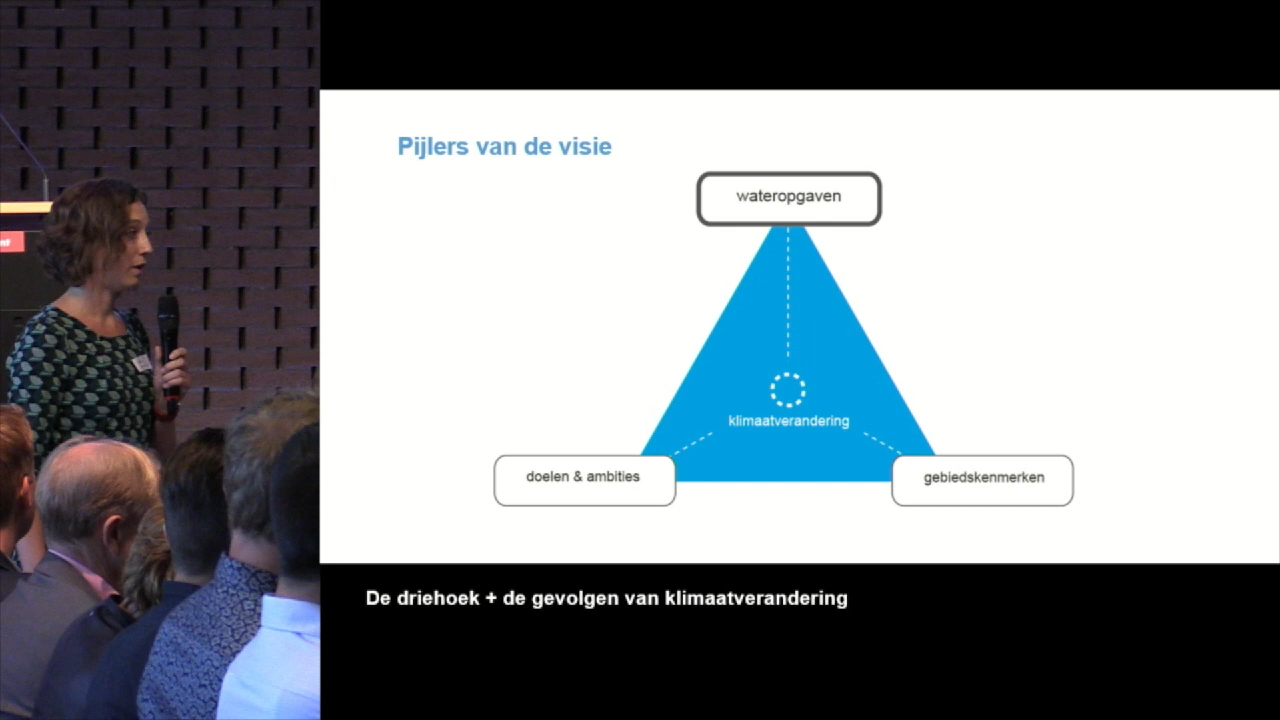 Pijlers van de visie
wateropgaven
klimaatverandering
doelen & ambities
gebiedskenmerken
De driehoek + de gevolgen van klimaatverandering